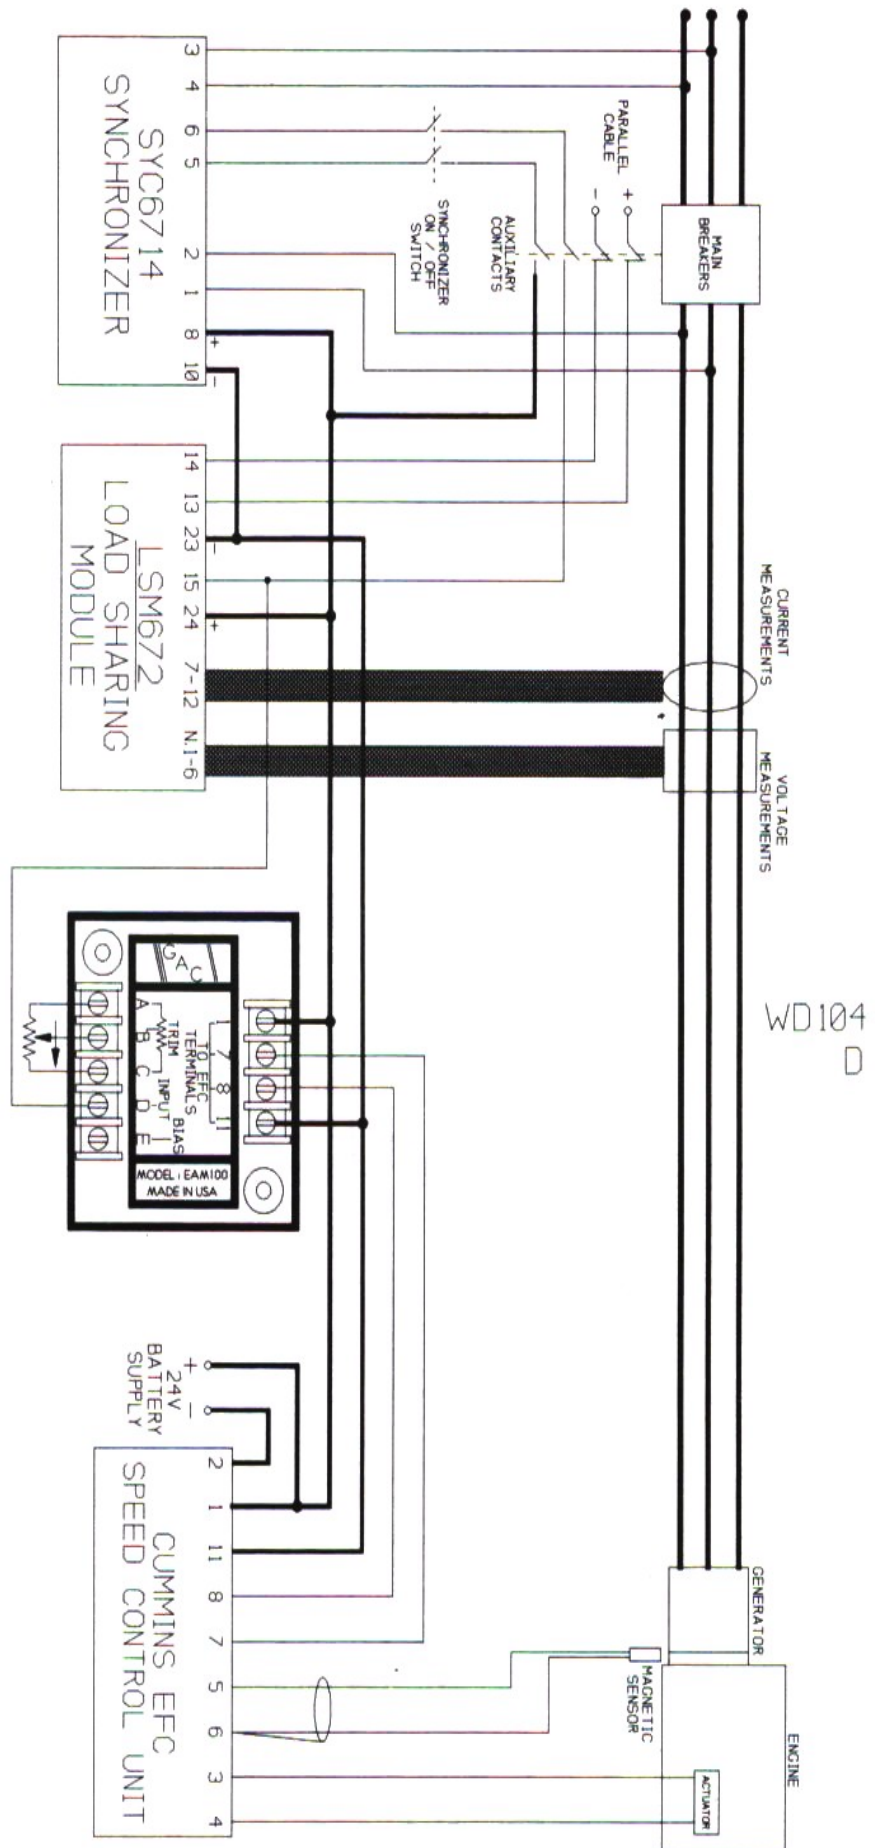 WD104
D
PARALLEL
CABLE
+
-
MAIN
BREAKERS
AUXILIARY
CONTACTS
SYNCHRONIZER
ON / OFF
SWITCH
3
4
6
5
2
1
8
+
10
-
SYC6714
SYNCHRONIZER
14
13
23
-
15
24
+
7-12
N.1-6
LSM672
LOAD SHARING
MODULE
CURRENT
MEASUREMENTS
VOLTAGE
MEASUREMENTS
GAC
1 7 8 11
TO EFC
TERMINALS
TRIM
INPUT
BIAS
A B C D E
MODEL : EAM100
MADE IN USA
+
-
24V
BATTERY
SUPPLY
2
1
11
8
7
5
6
3
4
CUMMINS EFC
SPEED CONTROL UNIT
GENERATOR
MAGNETIC
SENSOR
ENGINE
ACTUATOR